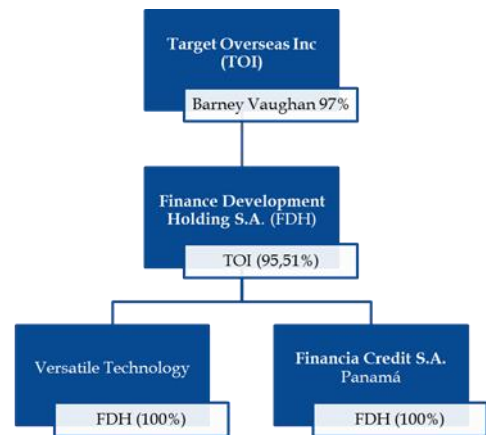 Target Overseas Inc
(TOI)
Barney Vaughan 97%
Finance Development
Holding S.A. (FDH)
TOI (95,51%)
Versatile Technology
FDH (100%)
Financia Credit S.A.
Panamá
FDH (100%)